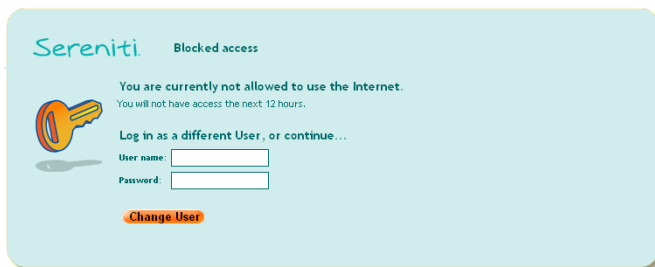 Sereniti. Blocked access
You are currently not allowed to use the Internet.
You will not have access the next 12 hours.
Log in as a different User, or continue...
User name:
Password:
Change User